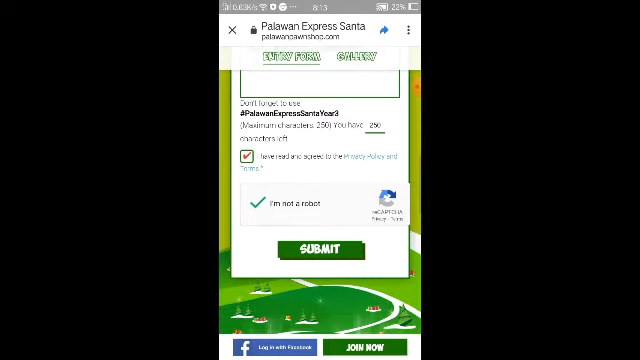 0.63K/s 8:13 22%
Palawan Express Santa
palawanpawnshop.com
ENTRY FORM GALLERY
Don't forget to use
#PalawanExpressSantaYear3
(Maximum characters: 250) You have 250
characters left
I have read and agreed to the Privacy Policy and
Terms *
I'm not a robot
reCAPTCHA
Privacy - Terms
SUBMIT
Log in with Facebook JOIN NOW